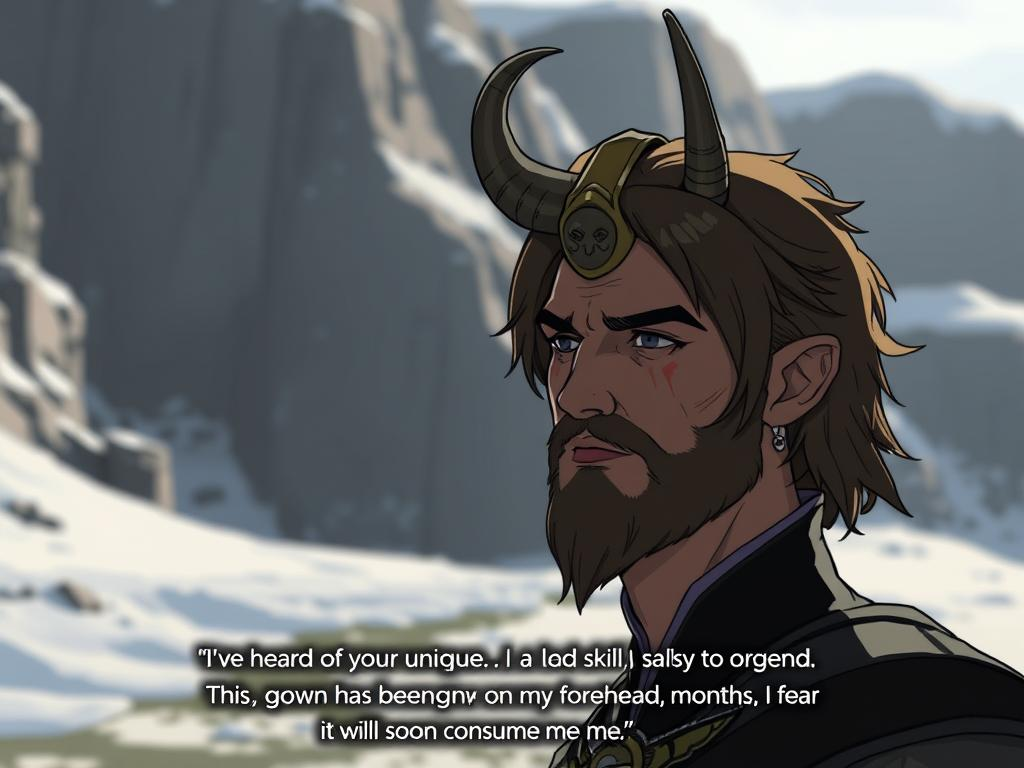 “I've heard of your unique.. I a lod skill, salsy to orgend.
This, gown has beengnv on my forehead, months, I fear
it willl soon consume me me.”